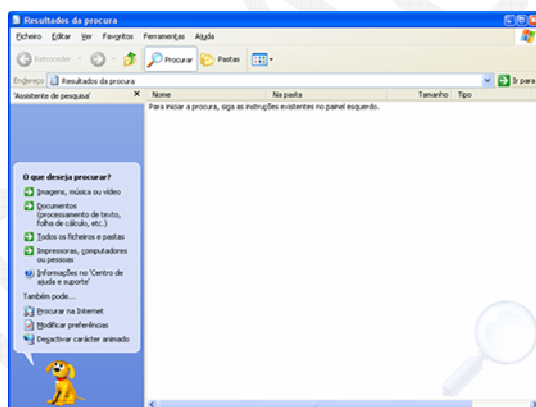 Resultados da procura
Ficheiro Editar Ver Favoritos Ferramentas Ajuda
Retroceder Procurar Pastas
Endereço Resultados da procura Ir para
'Assistente de pesquisa' Nome Na pasta Tamanho Tipo
Para iniciar a procura, siga as instruções existentes no painel esquerdo.
O que deseja procurar?
Imagens, música ou vídeo
Documentos
(processamento de texto,
folha de cálculo, etc.)
Todos os ficheiros e pastas
Impressoras, computadores
ou pessoas
Informações no 'Centro de
ajuda e suporte'
Também pode...
Procurar na Internet
Modificar preferências
Desactivar carácter animado